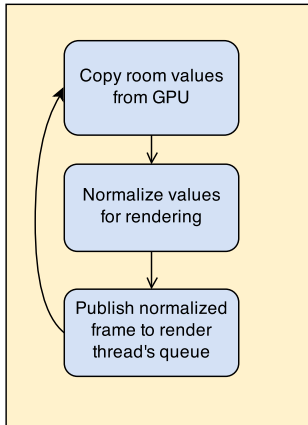 Copy room values
from GPU
Normalize values
for rendering
Publish normalized
frame to render
thread's queue